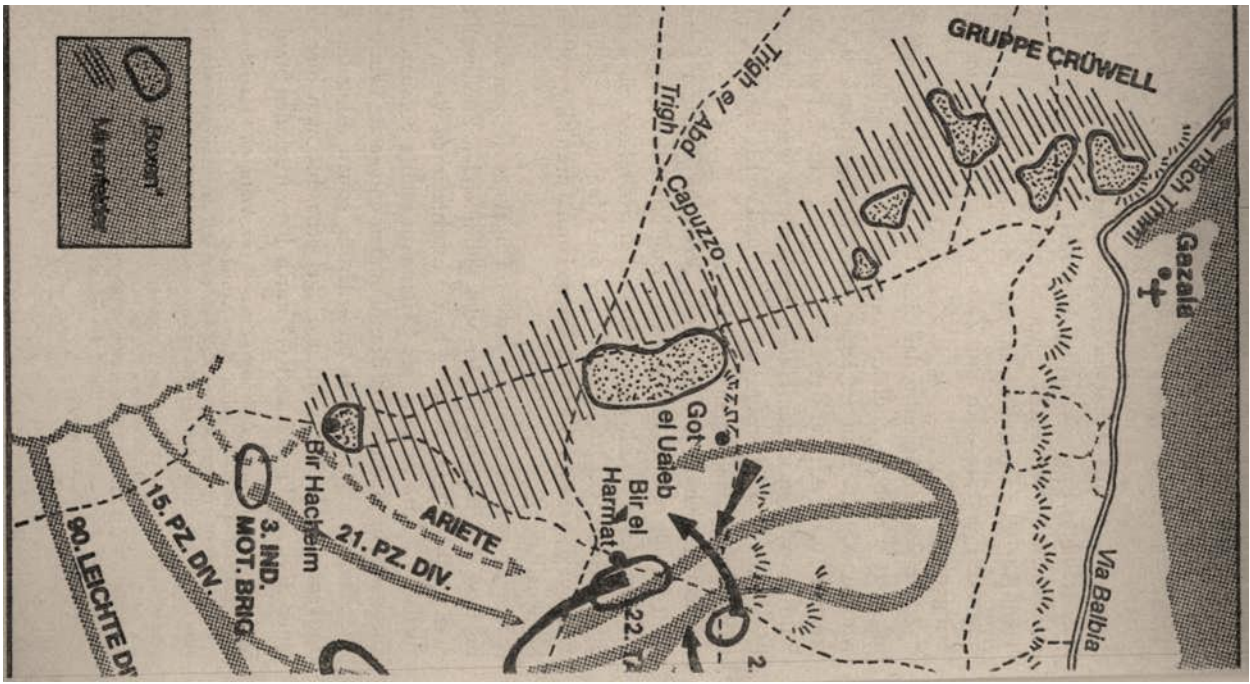 GRUPPE CRÜWELL
nach Trimi
Gazala
Via Balbia
Trigh el Abd
Trigh
Capuzzo
Got
el Ualeb
Bir el
Harmat
Bir Hacheim
ARIETE
21. PZ. DIV.
3. IND.
MOT. BRIG.
15. PZ. DIV.
90. LEICHTE DI
22.
2.
„Boxen“
Minenfelder